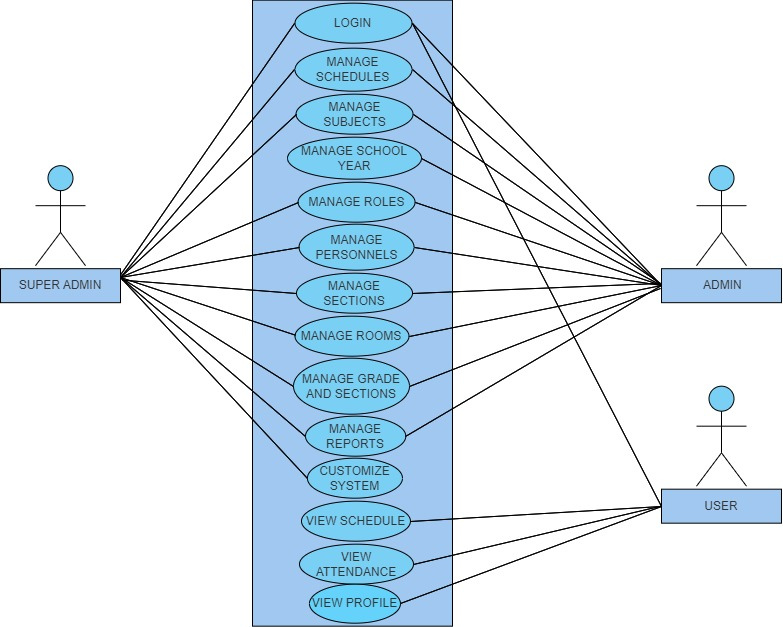 LOGIN
MANAGE
SCHEDULES
MANAGE
SUBJECTS
MANAGE SCHOOL
YEAR
MANAGE ROLES
MANAGE
PERSONNELS
SUPER ADMIN
MANAGE
SECTIONS
ADMIN
MANAGE ROOMS
MANAGE GRADE
AND SECTIONS
MANAGE
REPORTS
CUSTOMIZE
SYSTEM
USER
VIEW SCHEDULE
VIEW
ATTENDANCE
VIEW PROFILE